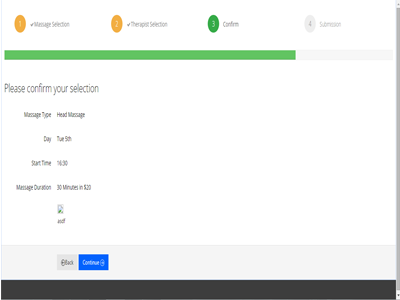 1 ✔Massage Selection
2 ✔Therapist Selection
3 Confirm
4 Submission
Please confirm your selection
Massage Type Head Massage
Day Tue 5th
Start Time 16:30
Massage Duration 30 Minutes in $20
asdf
Back Continue